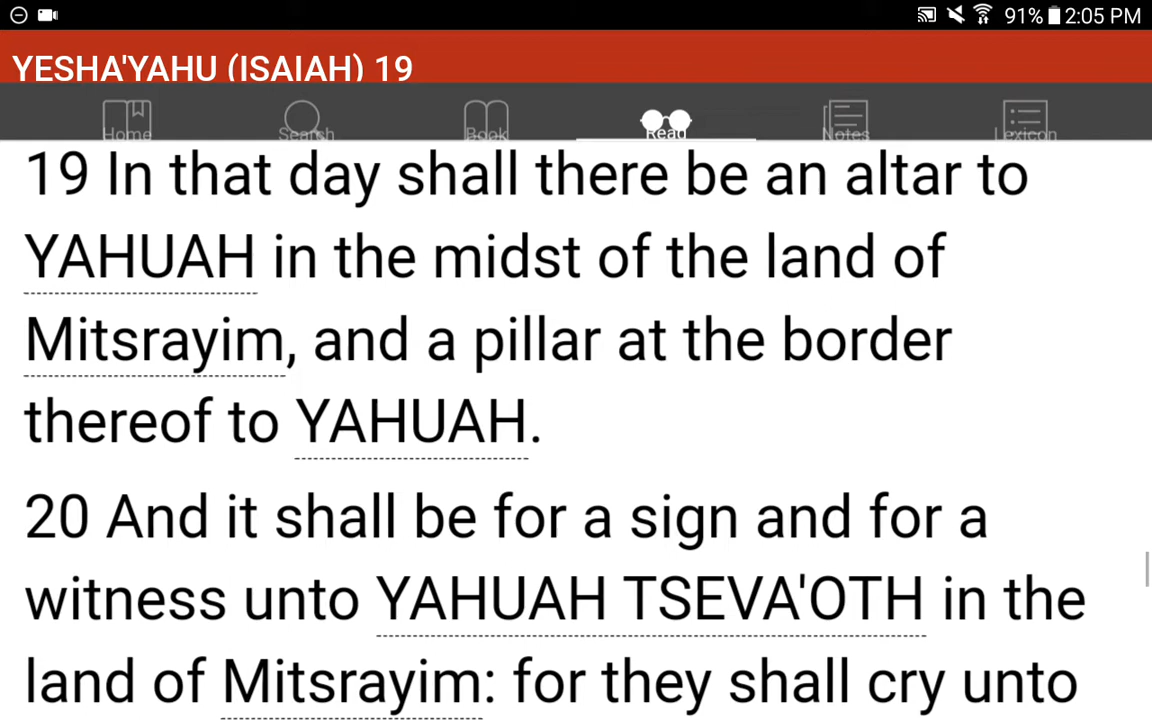 91% 2:05 PM
YESHA'YAHU (ISAIAH) 19
Home Search Book Read Notes Lexicon
19 In that day shall there be an altar to
YAHUAH in the midst of the land of
Mitsrayim, and a pillar at the border
thereof to YAHUAH.
20 And it shall be for a sign and for a
witness unto YAHUAH TSEVA'OTH in the
land of Mitsrayim: for they shall cry unto